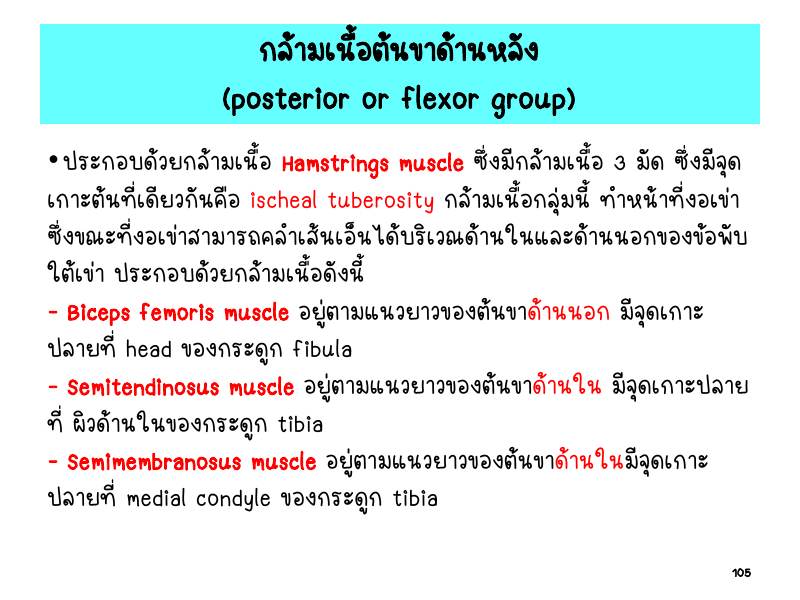 กล้ามเนื้อต้นขาด้านหลัง
(posterior or flexor group)
•ประกอบด้วยกล้ามเนื้อ Hamstrings muscle ซึ่งมีกล้ามเนื้อ 3 มัด ซึ่งมีจุด
เกาะต้นที่เดียวกันคือ ischeal tuberosity กล้ามเนื้อกลุ่มนี้ ทำหน้าที่งอเข่า
ซึ่งขณะที่งอเข่าสามารถคลำเส้นเอ็นได้บริเวณด้านในและด้านนอกของข้อพับ
ใต้เข่า ประกอบด้วยกล้ามเนื้อดังนี้
- Biceps femoris muscle อยู่ตามแนวยาวของต้นขาด้านนอก มีจุดเกาะ
ปลายที่ head ของกระดูก fibula
- Semitendinosus muscle อยู่ตามแนวยาวของต้นขาด้านใน มีจุดเกาะปลาย
ที่ ผิวด้านในของกระดูก tibia
- Semimembranosus muscle อยู่ตามแนวยาวของต้นขาด้านในมีจุดเกาะ
ปลายที่ medial condyle ของกระดูก tibia
105